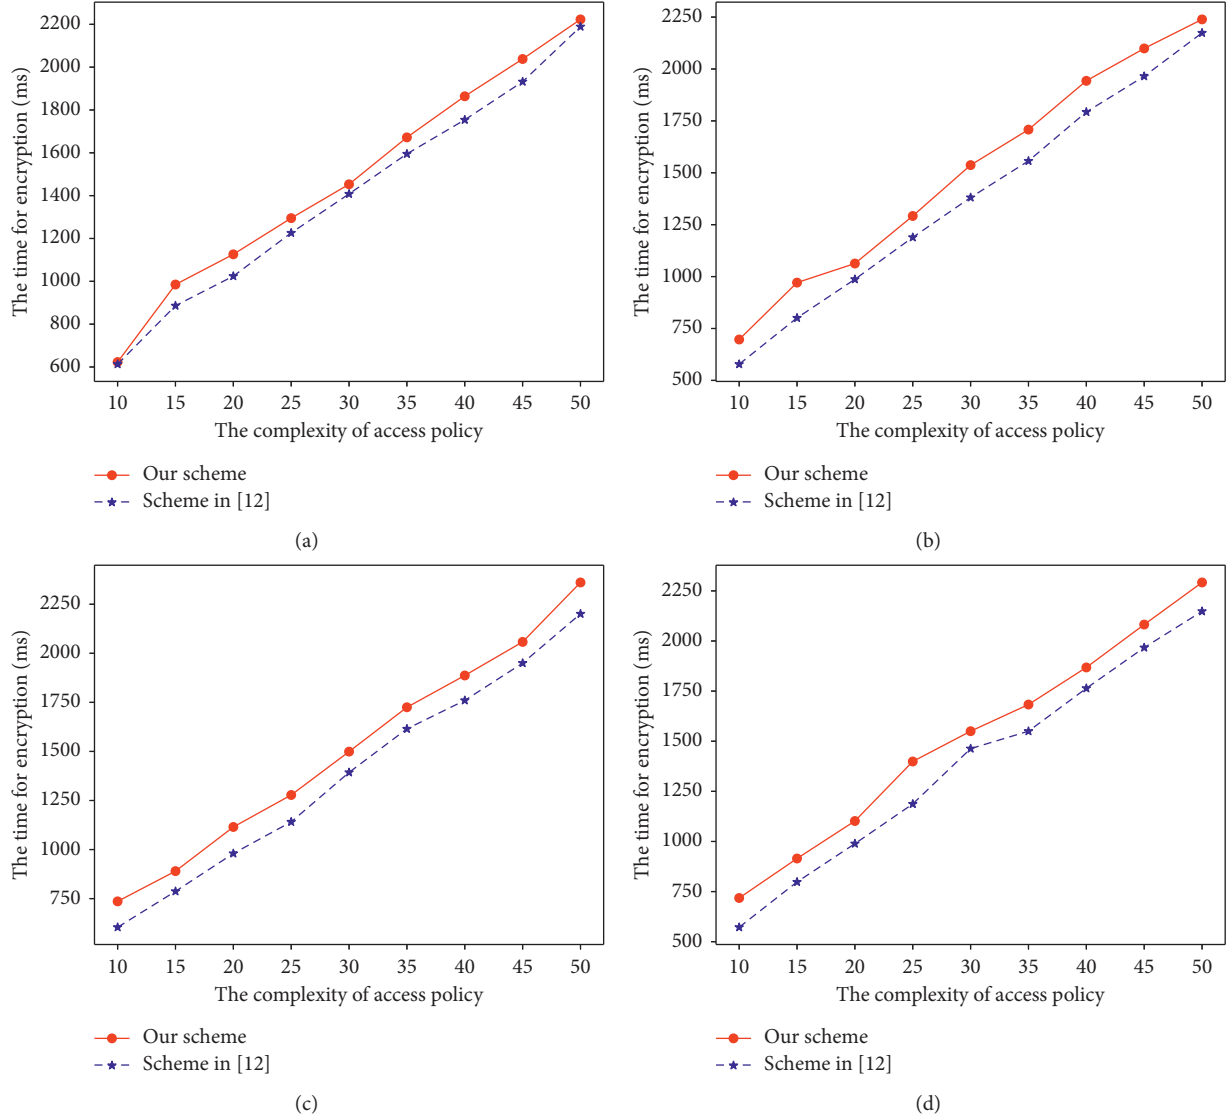 The time for encryption (ms)
2200
2000
1800
1600
1400
1200
1000
800
600
10 15 20 25 30 35 40 45 50
The complexity of access policy
Our scheme
Scheme in [12]
(a)
The time for encryption (ms)
2250
2000
1750
1500
1250
1000
750
500
10 15 20 25 30 35 40 45 50
The complexity of access policy
Our scheme
Scheme in [12]
(b)
The time for encryption (ms)
2250
2000
1750
1500
1250
1000
750
10 15 20 25 30 35 40 45 50
The complexity of access policy
Our scheme
Scheme in [12]
(c)
The time for encryption (ms)
2250
2000
1750
1500
1250
1000
750
500
10 15 20 25 30 35 40 45 50
The complexity of access policy
Our scheme
Scheme in [12]
(d)